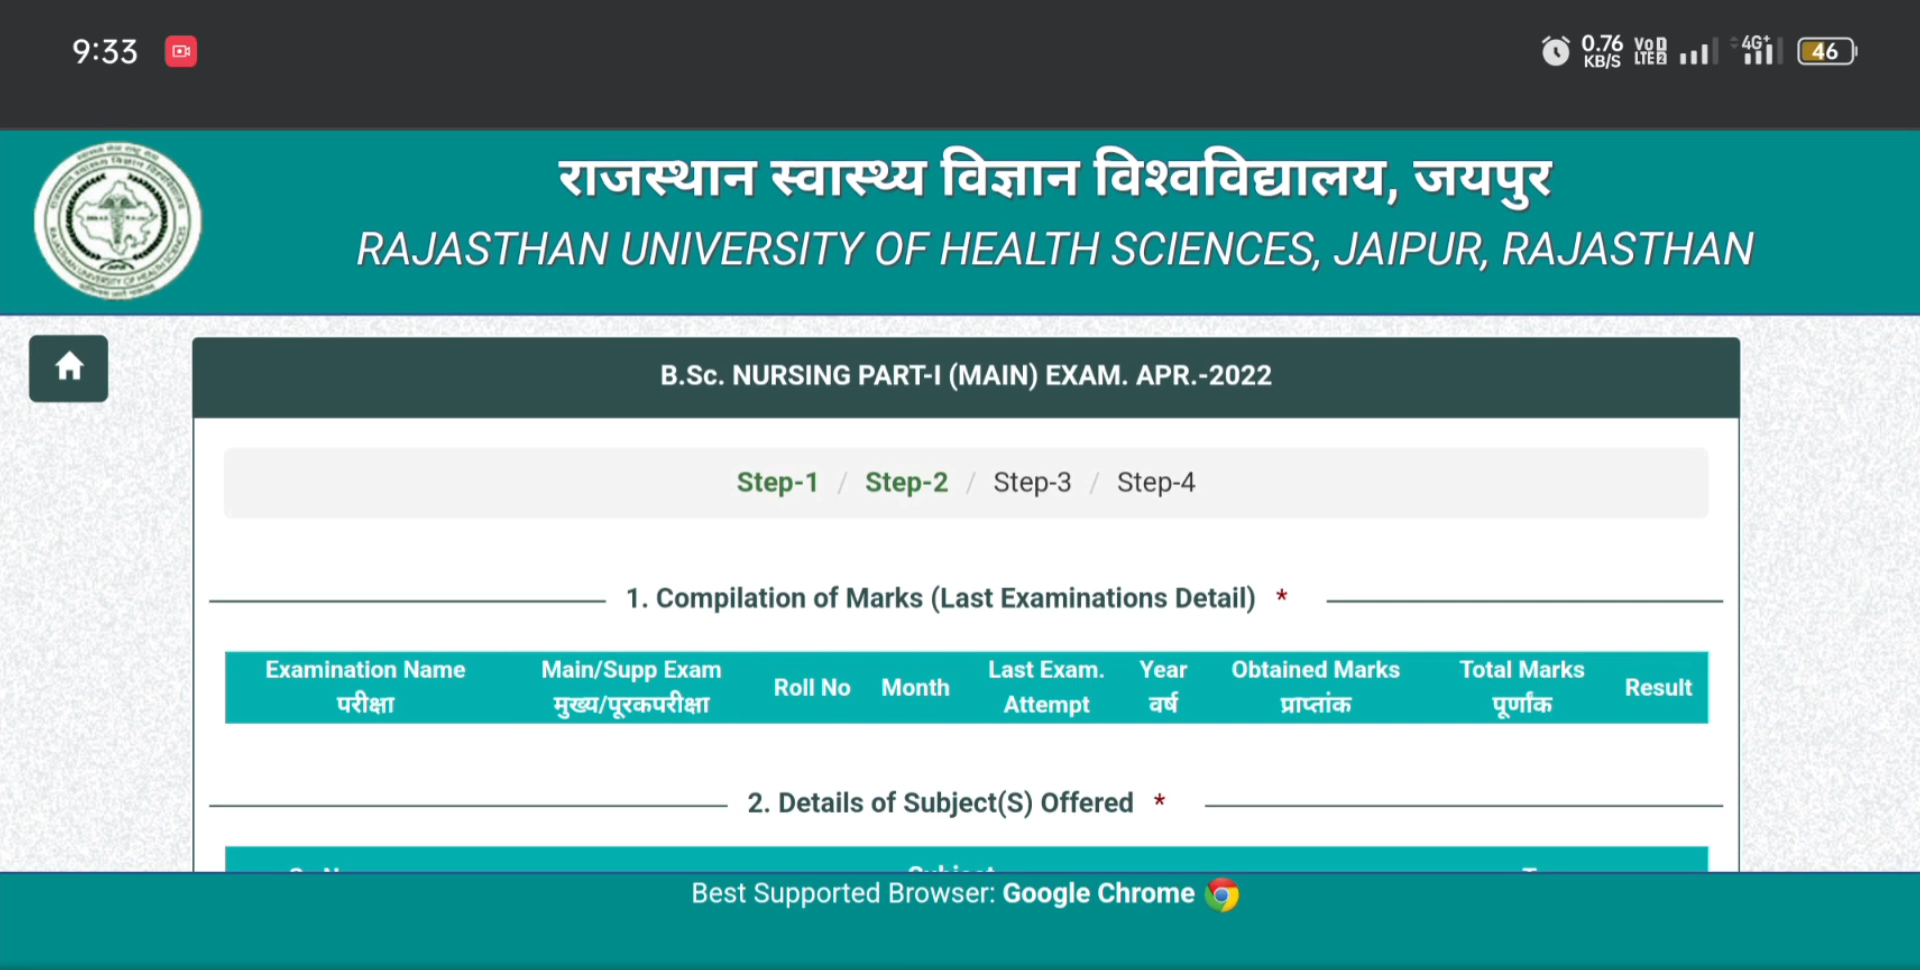 9:33
0.76 KB/S
VoLTE 2
4G+
46
राजस्थान स्वास्थ्य विज्ञान विश्वविद्यालय, जयपुर
RAJASTHAN UNIVERSITY OF HEALTH SCIENCES, JAIPUR, RAJASTHAN
B.Sc. NURSING PART-I (MAIN) EXAM. APR.-2022
Step-1 / Step-2 / Step-3 / Step-4
1. Compilation of Marks (Last Examinations Detail) *
Examination Name Main/Supp Exam Roll No Month Last Exam. Year Obtained Marks Total Marks Result
परीक्षा मुख्य/पूरकपरीक्षा Attempt वर्ष प्राप्तांक पूर्णांक
2. Details of Subject(S) Offered *
Subject
Best Supported Browser: Google Chrome